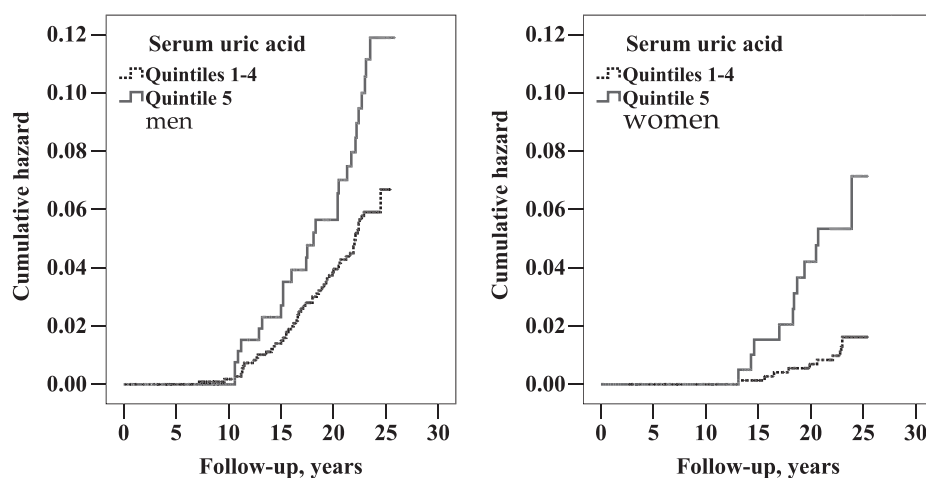 Serum uric acid
Quintiles 1-4
Quintile 5
men
Cumulative hazard
0.12
0.10
0.08
0.06
0.04
0.02
0.00
0 5 10 15 20 25 30
Follow-up, years
Serum uric acid
Quintiles 1-4
Quintile 5
women
Cumulative hazard
0.12
0.10
0.08
0.06
0.04
0.02
0.00
0 5 10 15 20 25 30
Follow-up, years